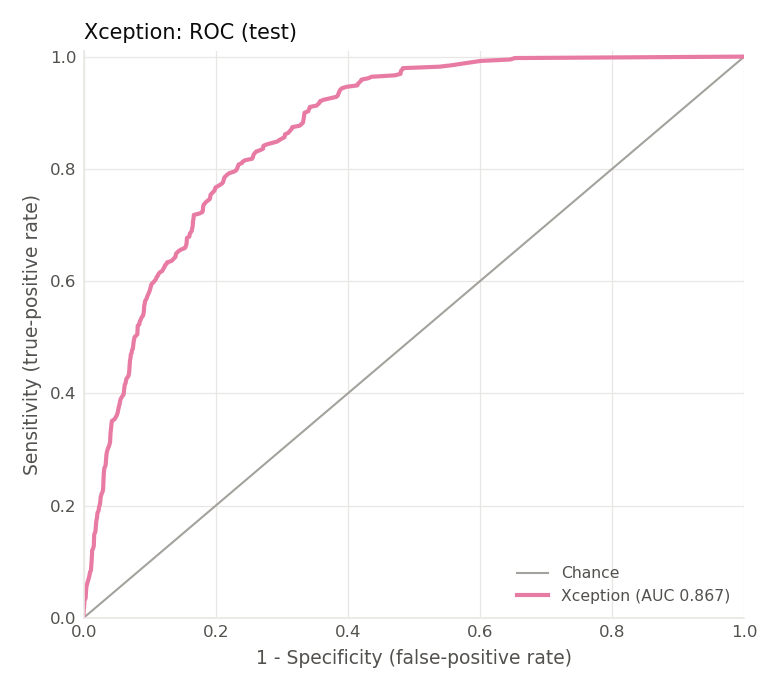 Xception: ROC (test)
1.0
0.8
0.6
0.4
0.2
0.0
Sensitivity (true-positive rate)
Chance
Xception (AUC 0.867)
0.0 0.2 0.4 0.6 0.8 1.0
1 - Specificity (false-positive rate)